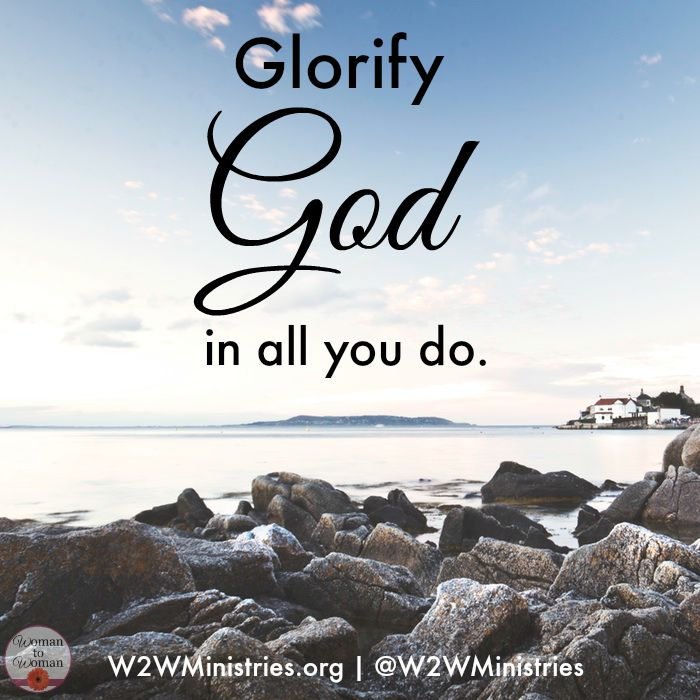 Glorify
God
in all you do.
Woman
to
Woman
W2WMinistries.org | @W2WMinistries